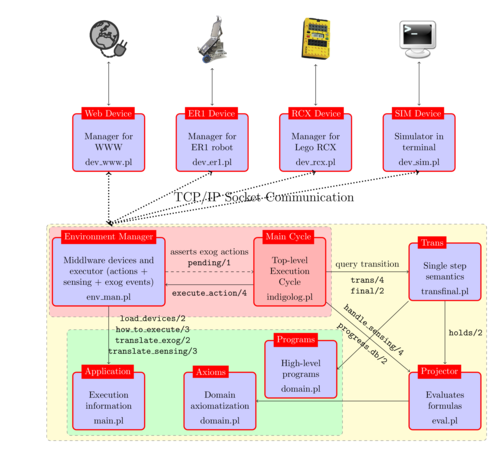 Web Device
Manager for
WWW
dev_www.pl
ER1 Device
Manager for
ER1 robot
dev_er1.pl
RCX Device
Manager for
Lego RCX
dev_rcx.pl
SIM Device
Simulator in
terminal
dev_sim.pl
TCP/IP Socket Communication
Environment Manager
Middlware devices and
executor (actions +
sensing + exog events)
env_man.pl
asserts exog actions
pending/1
execute_action/4
Main Cycle
Top-level
Execution
Cycle
indigolog.pl
query transition
trans/4
final/2
Trans
Single step
semantics
transfinal.pl
load_devices/2
how_to_execute/3
translate_exog/2
translate_sensing/3
handle_sensing/4
progress_db/2
holds/2
Programs
High-level
programs
domain.pl
Application
Execution
information
main.pl
Axioms
Domain
axiomatization
domain.pl
Projector
Evaluates
formulas
eval.pl